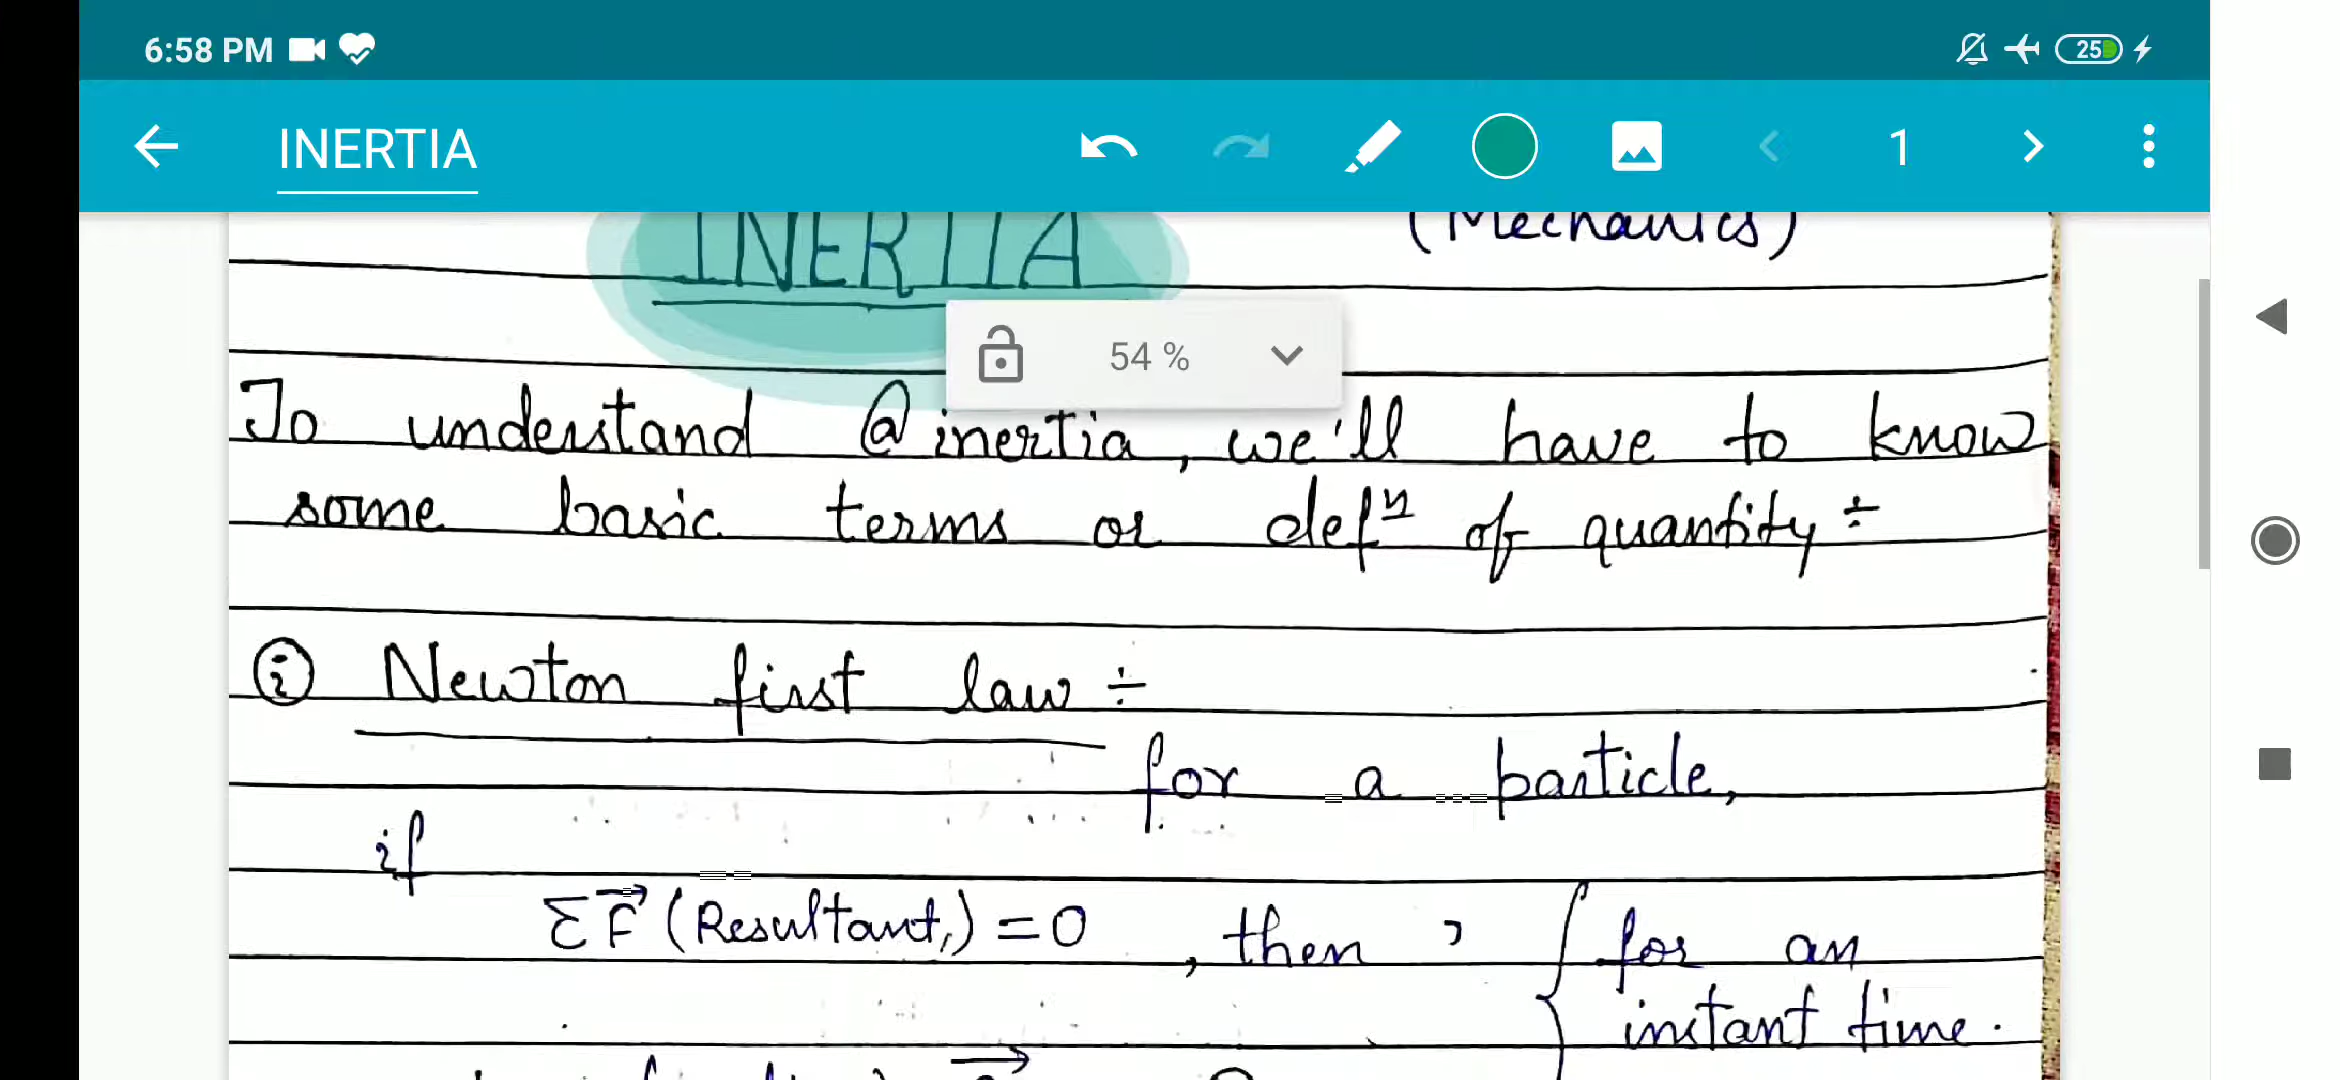 6:58 PM 25
INERTIA 1
INERTIA (Mechanics)
54 %
To understand @ inertia, we'll have to know
some basic terms or defⁿ of quantity ÷
(i) Newton first law ÷
for a particle,
if
ΣF⃗ (Resultant,) = 0 , then , { for an
instant time.